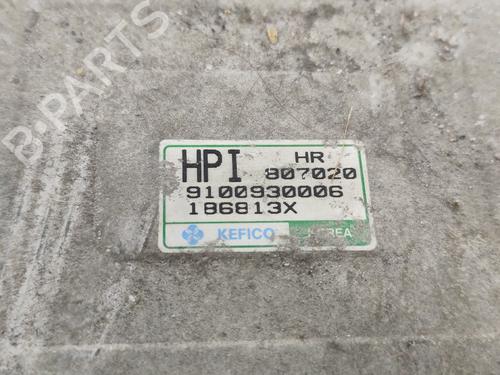 B-PARTS
HPI HR
807020
9100930006
186813X
KEFICO KOREA